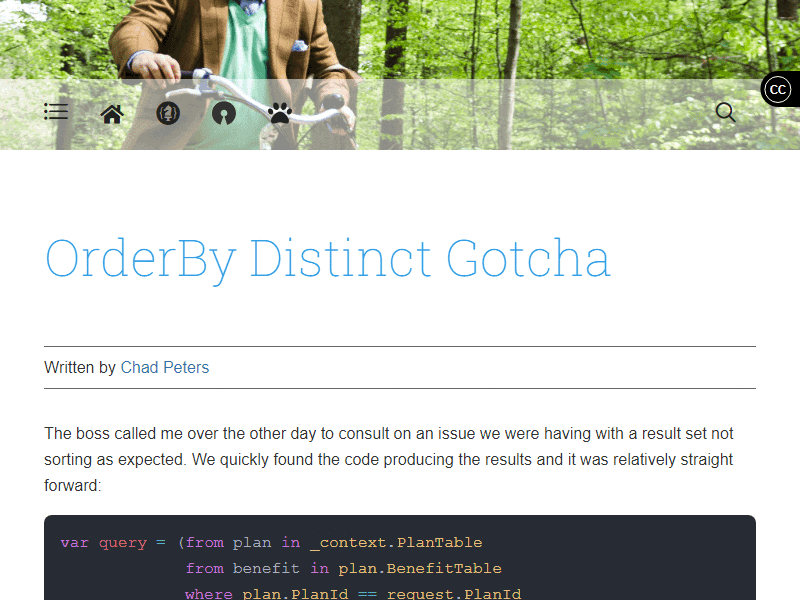 CC
OrderBy Distinct Gotcha
Written by Chad Peters
The boss called me over the other day to consult on an issue we were having with a result set not
sorting as expected. We quickly found the code producing the results and it was relatively straight
forward:
var query = (from plan in _context.PlanTable
from benefit in plan.BenefitTable
where plan.PlanId == request.PlanId